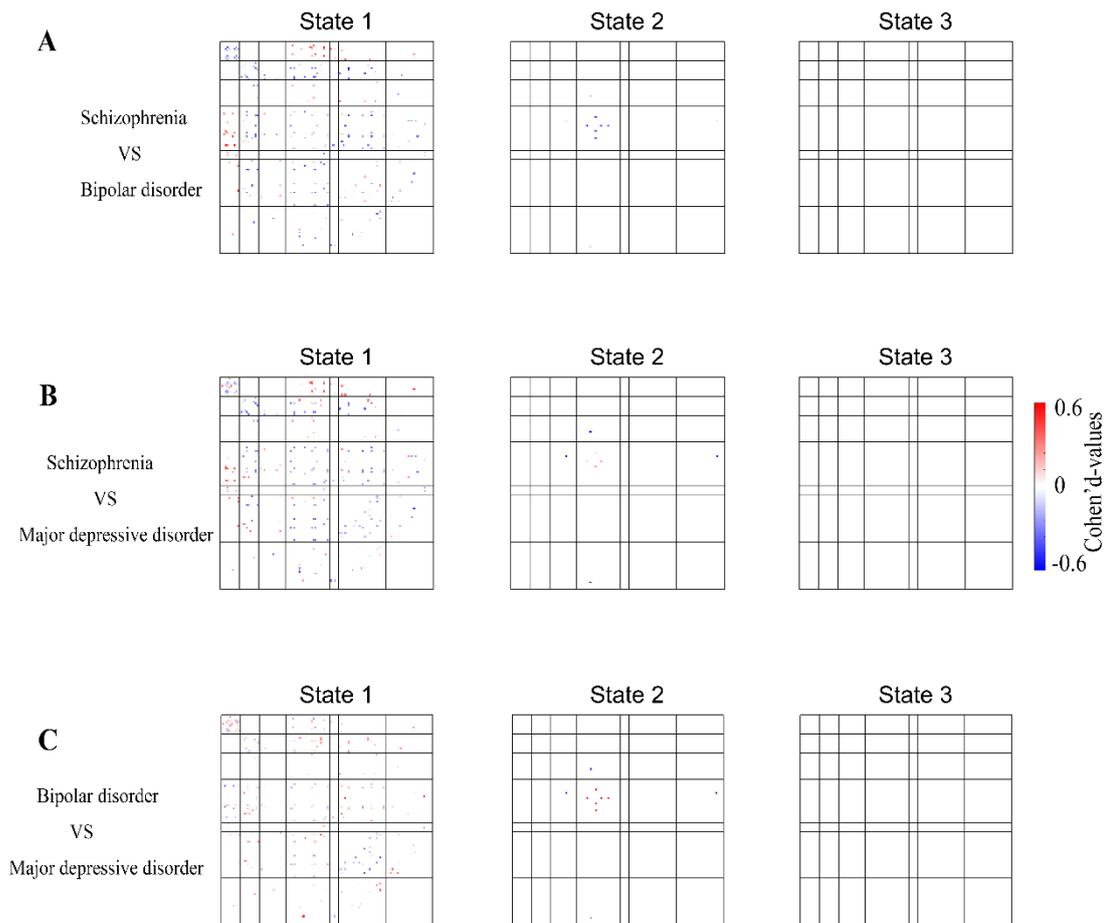 A
State 1
State 2
State 3
Schizophrenia
VS
Bipolar disorder
B
State 1
State 2
State 3
Schizophrenia
VS
Major depressive disorder
0.6
0
-0.6
Cohen’d-values
C
State 1
State 2
State 3
Bipolar disorder
VS
Major depressive disorder